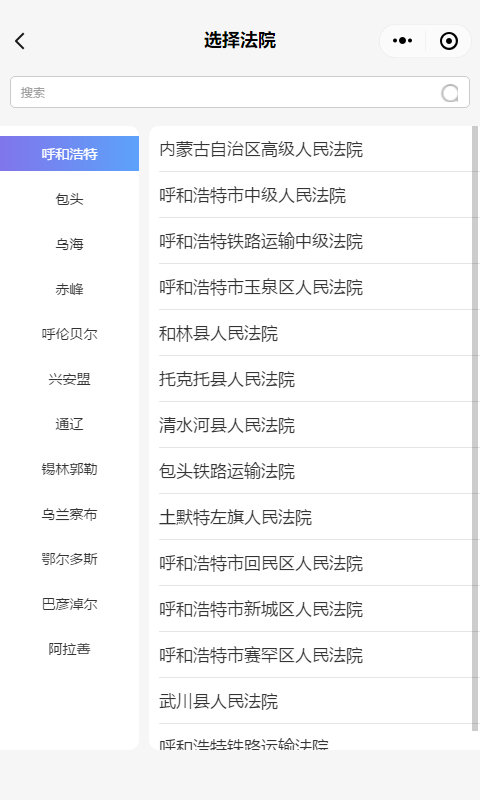 选择法院
搜索
呼和浩特
包头
乌海
赤峰
呼伦贝尔
兴安盟
通辽
锡林郭勒
乌兰察布
鄂尔多斯
巴彦淖尔
阿拉善
内蒙古自治区高级人民法院
呼和浩特市中级人民法院
呼和浩特铁路运输中级法院
呼和浩特市玉泉区人民法院
和林县人民法院
托克托县人民法院
清水河县人民法院
包头铁路运输法院
土默特左旗人民法院
呼和浩特市回民区人民法院
呼和浩特市新城区人民法院
呼和浩特市赛罕区人民法院
武川县人民法院
呼和浩特铁路运输法院